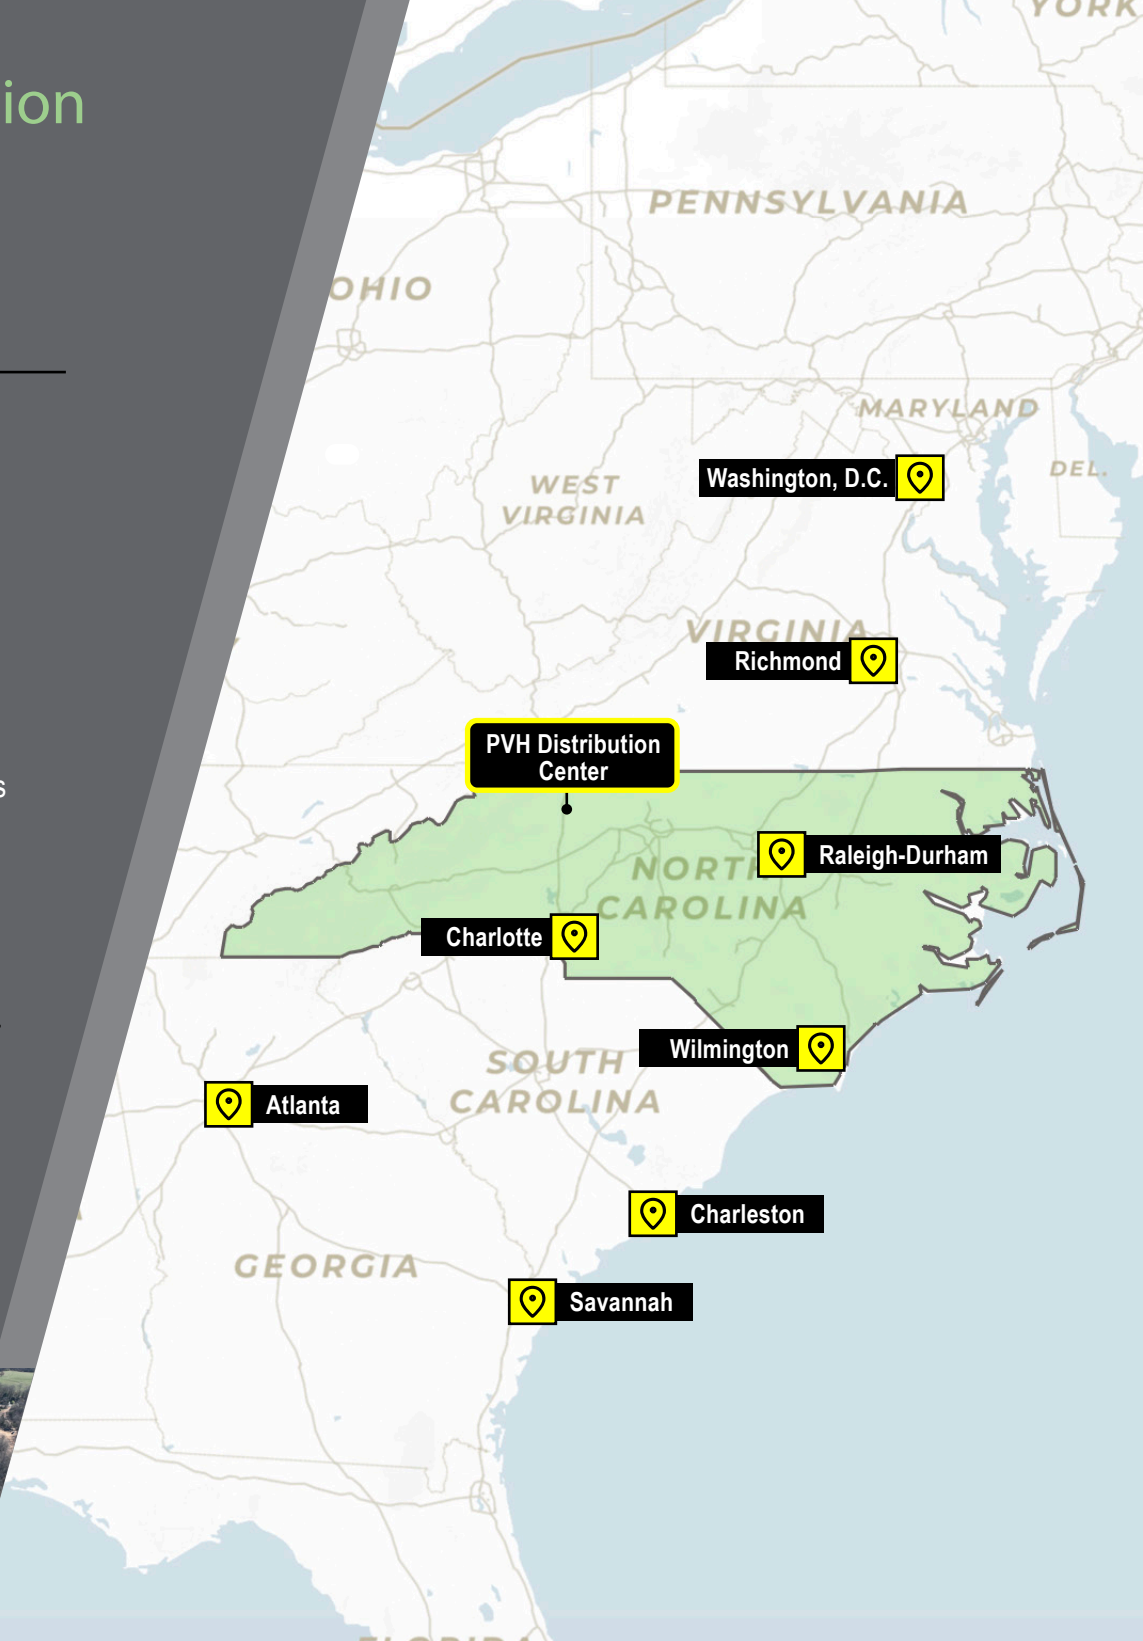 YORK
ion
PENNSYLVANIA
OHIO
MARYLAND
DEL.
Washington, D.C.
WEST
VIRGINIA
VIRGINIA
Richmond
PVH Distribution
Center
s
Raleigh-Durham
NORTH
CAROLINA
Charlotte
Wilmington
SOUTH
CAROLINA
Atlanta
Charleston
GEORGIA
Savannah
FLORIDA